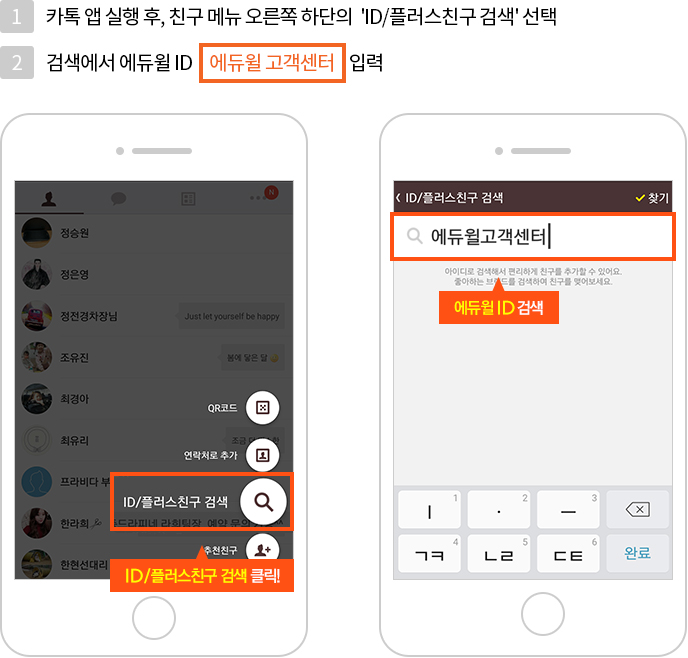 1 카톡 앱 실행 후, 친구 메뉴 오른쪽 하단의 'ID/플러스친구 검색' 선택
2 검색에서 에듀윌 ID 에듀윌 고객센터 입력
N
정승원
정은영
정전경차장님
Just let yourself be happy
조유진
봄에 닿은 달
최경아
QR코드
최유리
조금
연락처로 추가
프라비다 부
ID/플러스친구 검색
한라희
라희팀장 예약 문의
추천친구
한현선대리
ID/플러스친구 검색 클릭!
ID/플러스친구 검색
찾기
에듀윌고객센터
아이디로 검색해서 편리하게 친구를 추가할 수 있어요.
좋아하는 브랜드를 검색하여 친구를 맺어보세요.
에듀윌 ID 검색
ㅣ 1 · 2 ㅡ 3
ㄱㅋ 4 ㄴㄹ 5 ㄷㅌ 6 완료